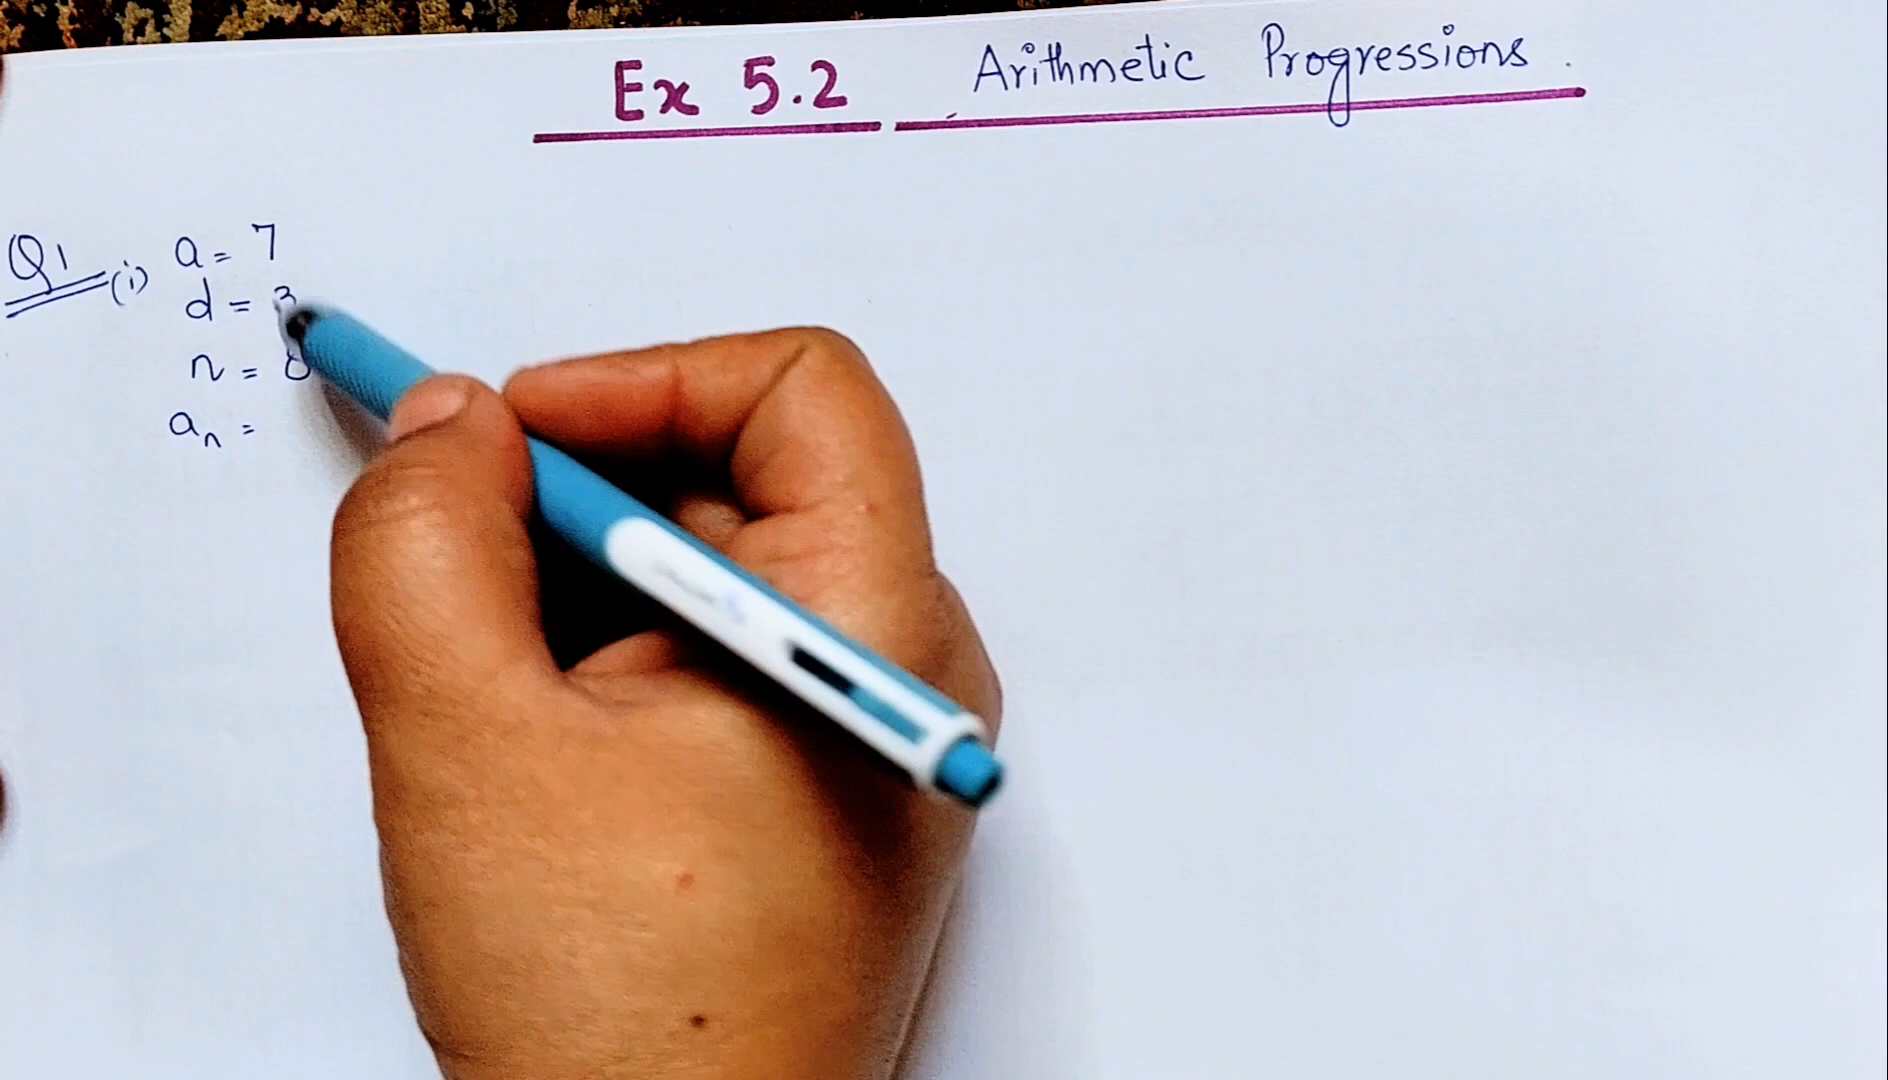 Ex 5.2 Arithmetic Progressions.
Q1 (i) a = 7
d = 3
n = 8
an =